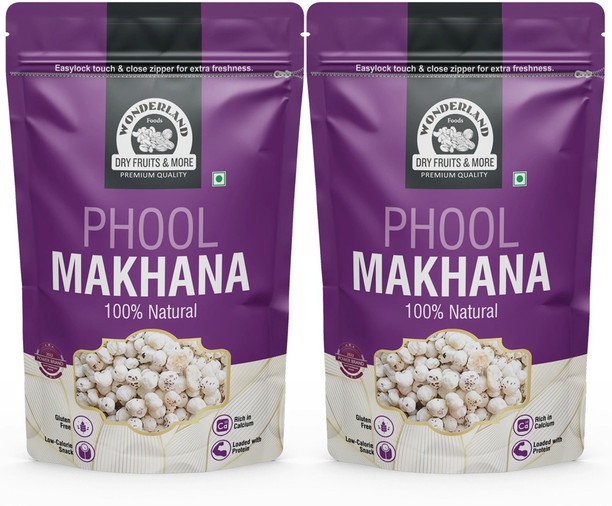 Easylock touch & close zipper for extra freshness.
WONDERLAND
Foods
DRY FRUITS & MORE
PREMIUM QUALITY
PHOOL
MAKHANA
100% Natural
Gluten
Free
Rich in
Ca
Calcium
Low-Calorie
Snack
Loaded with
Protein
Easylock touch & close zipper for extra freshness.
WONDERLAND
Foods
DRY FRUITS & MORE
PREMIUM QUALITY
PHOOL
MAKHANA
100% Natural
Gluten
Free
Rich in
Ca
Calcium
Low-Calorie
Snack
Loaded with
Protein